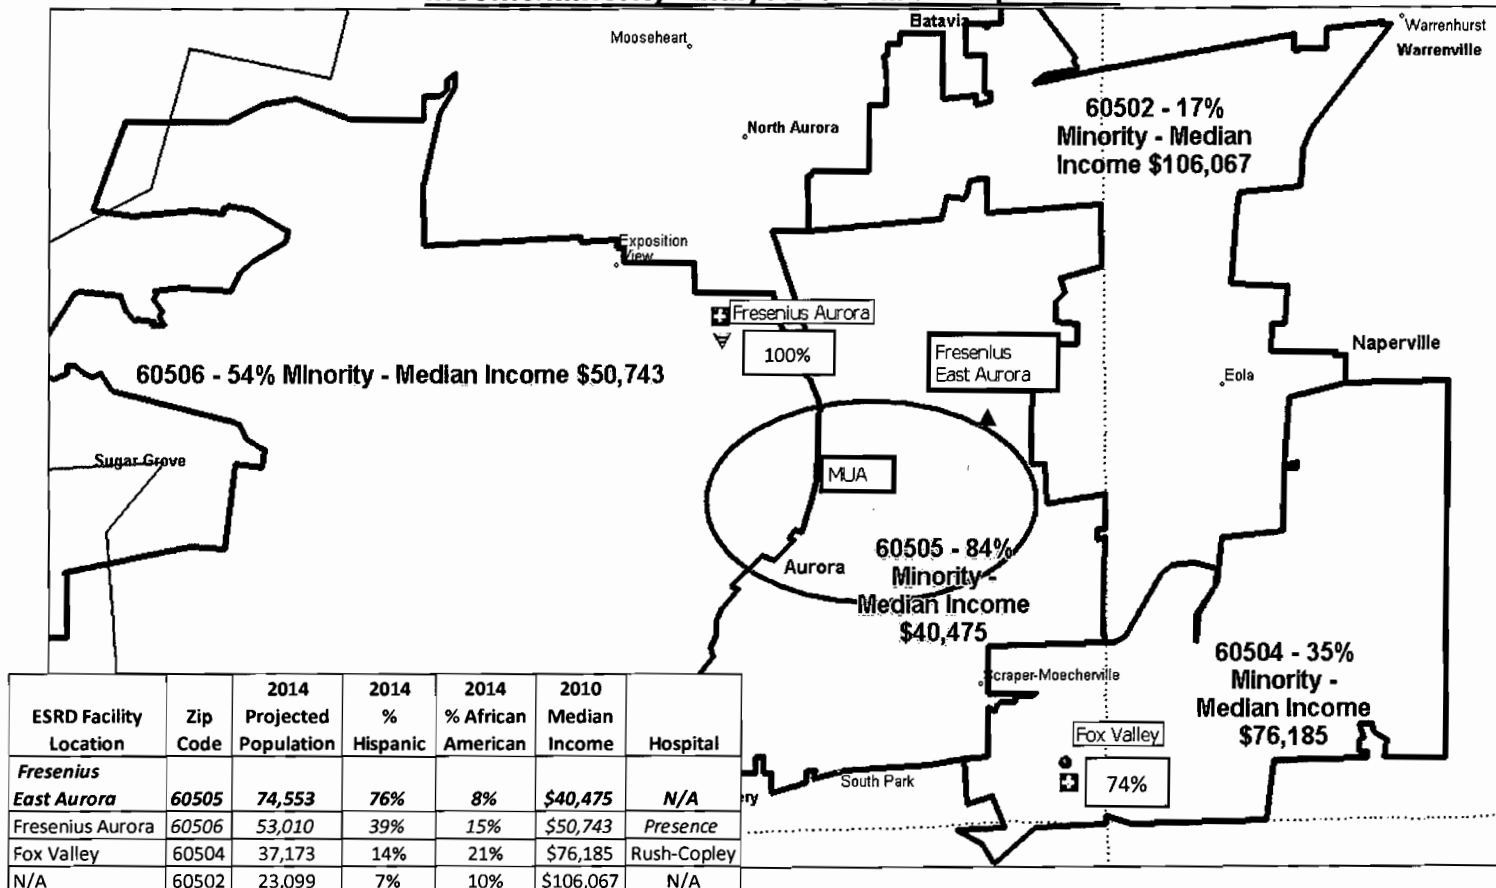 Batavia
Mooseheart
Warrenhurst
Warrenville
60502 - 17%
Minority - Median
Income $106,067
North Aurora
Exposition
View
Fresenius Aurora
100%
Fresenius
East Aurora
Naperville
60506 - 54% Minority - Median Income $50,743
Eola
Sugar Grove
MUA
60505 - 84%
Minority -
Median Income
$40,475
Aurora
60504 - 35%
Minority -
Median Income
$76,185
Scraper-Moecherville
Fox Valley
74%
South Park
ESRD Facility Location Zip Code 2014 Projected Population 2014 % Hispanic 2014 % African American 2010 Median Income Hospital
Fresenius East Aurora 60505 74,553 76% 8% $40,475 N/A
Fresenius Aurora 60506 53,010 39% 15% $50,743 Presence
Fox Valley 60504 37,173 14% 21% $76,185 Rush-Copley
N/A 60502 23,099 7% 10% $106,067 N/A